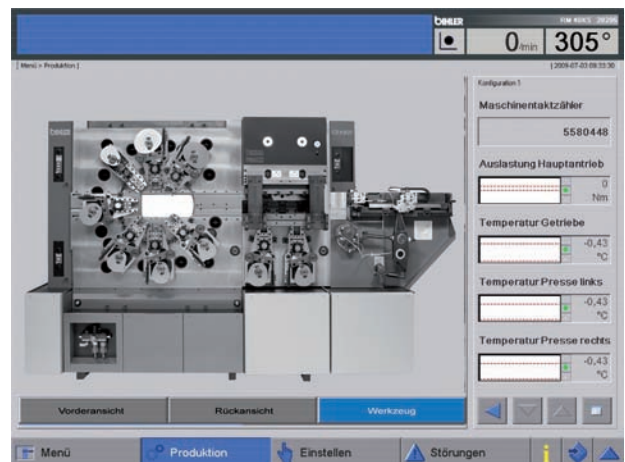 BIHLER
0/min 305°
Menü > Produktion |
| 2009-07-03 09:33:30
Konfiguration 1
Maschinentaktzähler
5580448
Auslastung Hauptantrieb
0
Nm
Temperatur Getriebe
-0,43
°C
Temperatur Presse links
-0,43
°C
Temperatur Presse rechts
-0,43
°C
Vorderansicht Rückansicht Werkzeug
Menü Produktion Einstellen Störungen